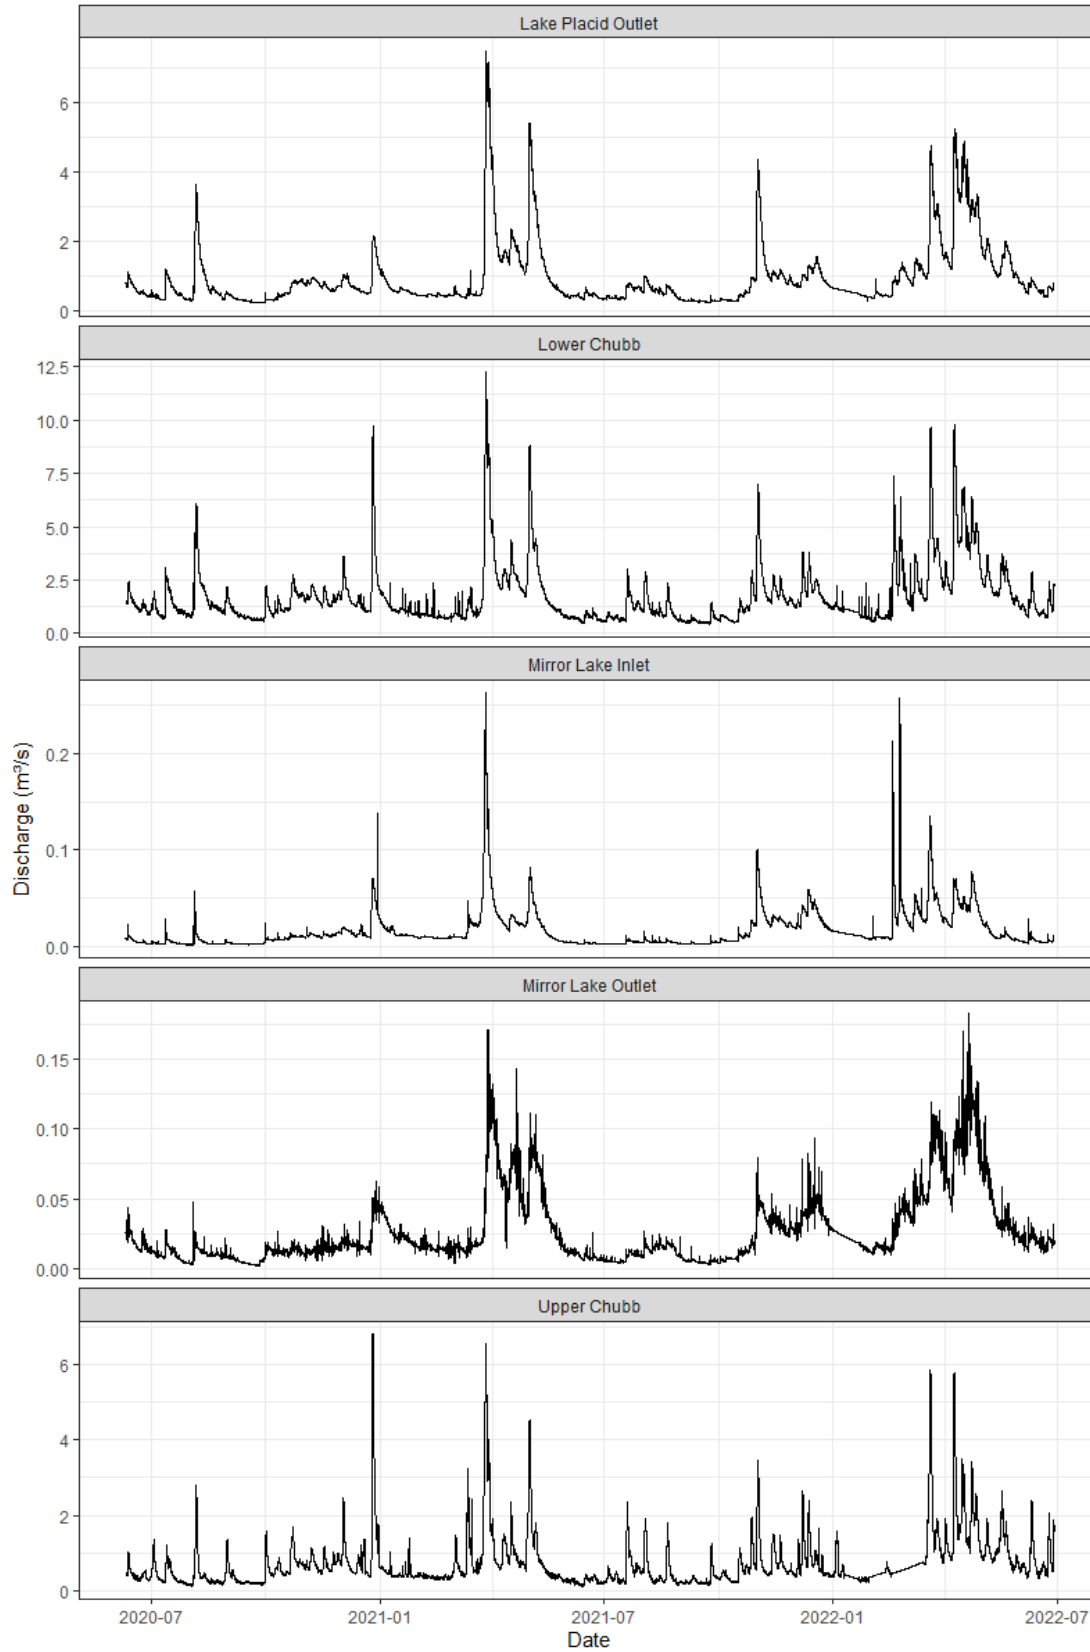 Lake Placid Outlet
6
4
2
0
Lower Chubb
12.5
10.0
7.5
5.0
2.5
0.0
Mirror Lake Inlet
0.2
0.1
0.0
Mirror Lake Outlet
0.15
0.10
0.05
0.00
Upper Chubb
6
4
2
0
Discharge (m³/s)
2020-07 2021-01 2021-07 2022-01 2022-07
Date